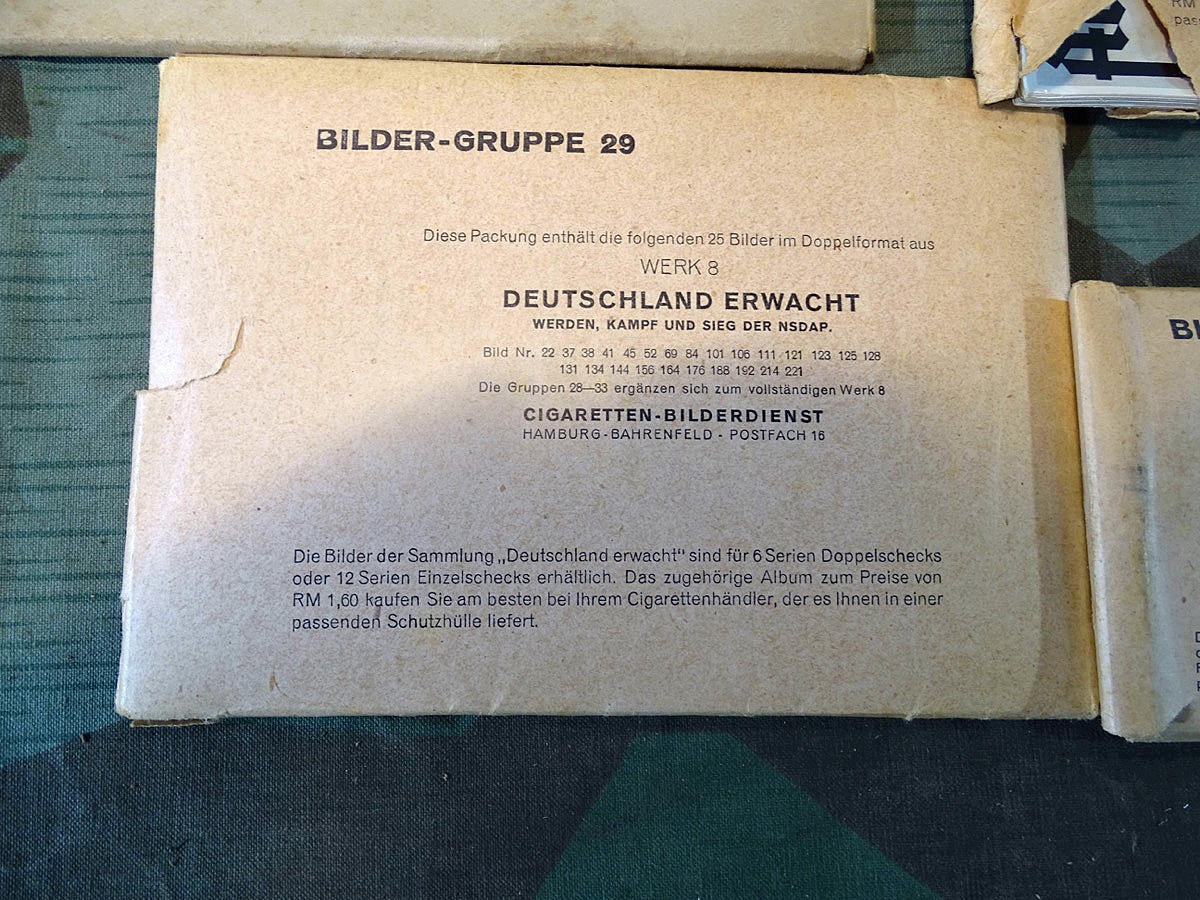 BILDER-GRUPPE 29
Diese Packung enthält die folgenden 25 Bilder im Doppelformat aus
WERK 8
DEUTSCHLAND ERWACHT
WERDEN, KAMPF UND SIEG DER NSDAP.
Bild Nr. 22 37 38 41 45 52 69 84 101 106 111 121 123 125 128
131 134 144 156 164 176 188 192 214 221
Die Gruppen 28—33 ergänzen sich zum vollständigen Werk 8
CIGARETTEN-BILDERDIENST
HAMBURG-BAHRENFELD - POSTFACH 16
Die Bilder der Sammlung „Deutschland erwacht" sind für 6 Serien Doppelschecks
oder 12 Serien Einzelschecks erhältlich. Das zugehörige Album zum Preise von
RM 1,60 kaufen Sie am besten bei Ihrem Cigarettenhändler, der es Ihnen in einer
passenden Schutzhülle liefert.
RM